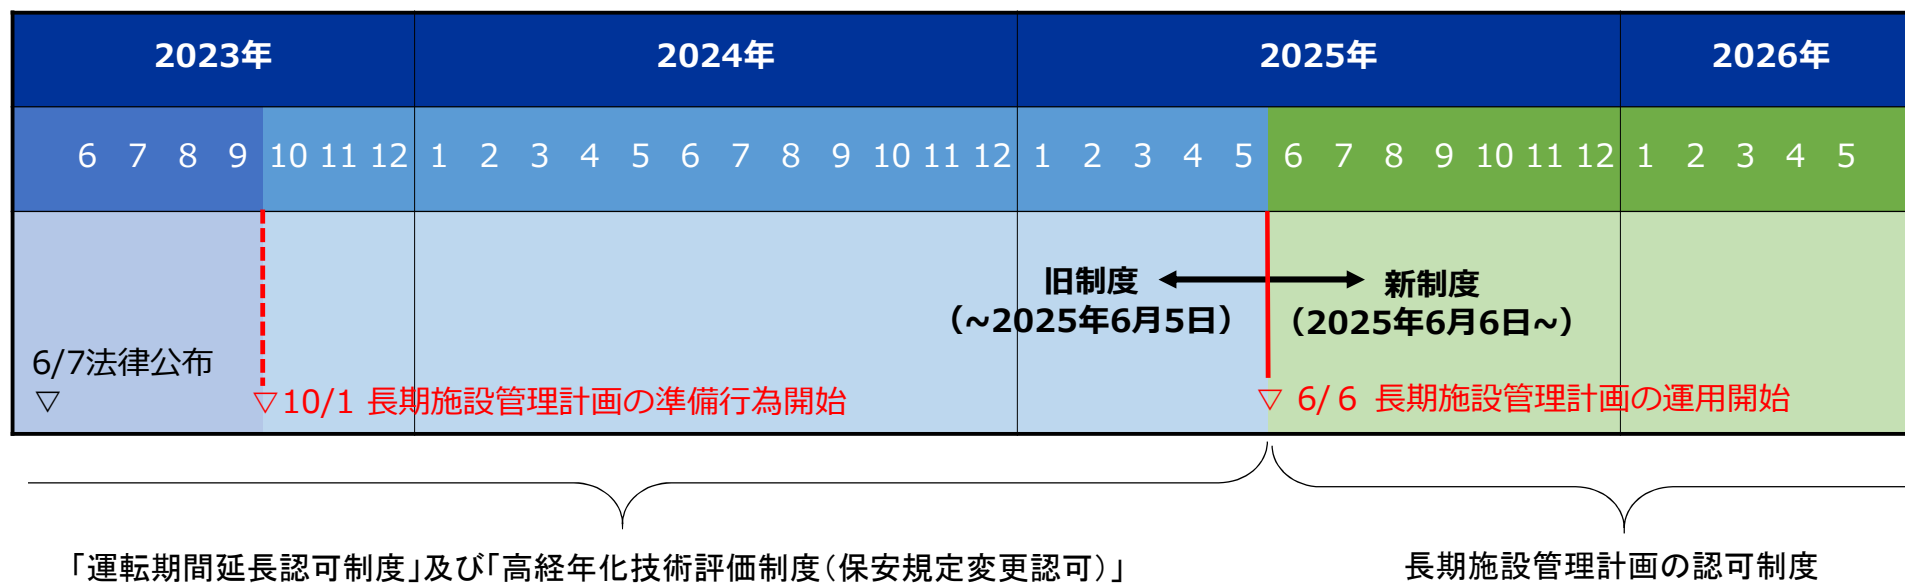 2023年 2024年 2025年 2026年
6 7 8 9 10 11 12 1 2 3 4 5 6 7 8 9 10 11 12 1 2 3 4 5 6 7 8 9 10 11 12 1 2 3 4 5
旧制度 新制度
（~2025年6月5日） （2025年6月6日~）
6/7法律公布
▽
▽10/1 長期施設管理計画の準備行為開始 ▽ 6/6 長期施設管理計画の運用開始
「運転期間延長認可制度」及び「高経年化技術評価制度（保安規定変更認可）」 長期施設管理計画の認可制度